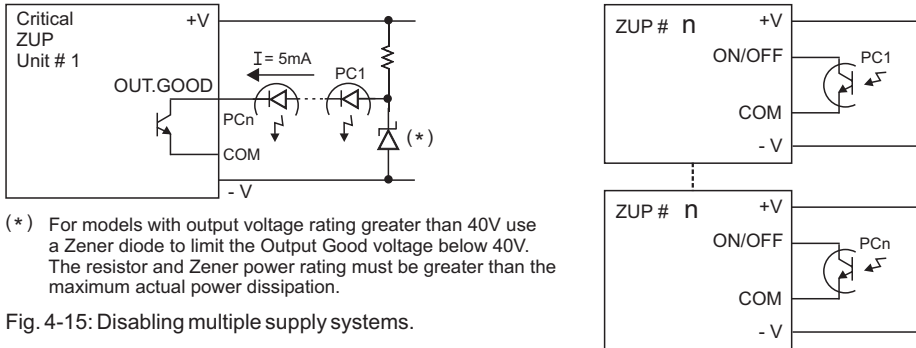 Critical
ZUP
Unit # 1
+V
I = 5mA
PC1
OUT.GOOD
PCn
(*)
COM
- V
(*) For models with output voltage rating greater than 40V use
a Zener diode to limit the Output Good voltage below 40V.
The resistor and Zener power rating must be greater than the
maximum actual power dissipation.
Fig. 4-15: Disabling multiple supply systems.
ZUP # n
+V
ON/OFF
PC1
COM
- V
ZUP # n
+V
ON/OFF
PCn
COM
- V